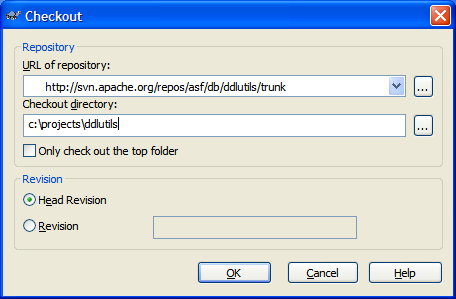 Checkout
Repository
URL of repository:
http://svn.apache.org/repos/asf/db/ddlutils/trunk
...
Checkout directory:
c:\projects\ddlutils
...
Only check out the top folder
Revision
Head Revision
Revision
OK Cancel Help